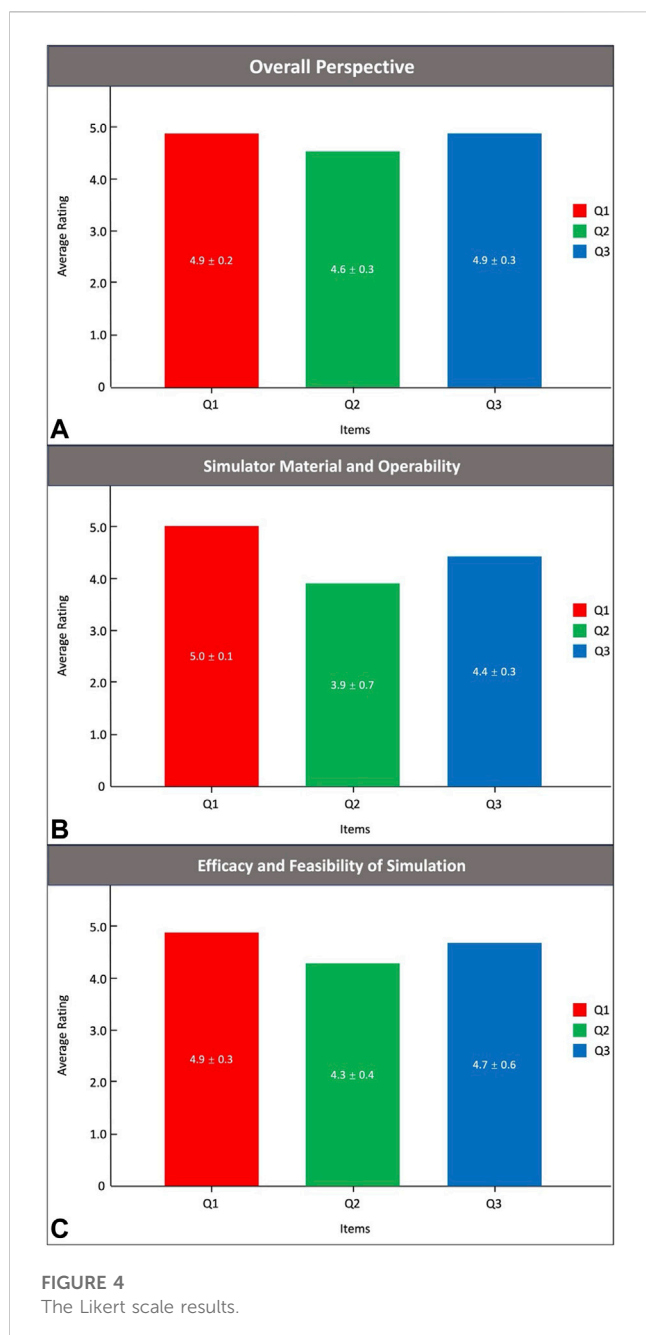 Overall Perspective
Average Rating
5.0
4.0
3.0
2.0
1.0
0
4.9 ± 0.2
4.6 ± 0.3
4.9 ± 0.3
Q1
Q2
Q3
Q1
Q2
Q3
Items
A
Simulator Material and Operability
Average Rating
5.0
4.0
3.0
2.0
1.0
0
5.0 ± 0.1
3.9 ± 0.7
4.4 ± 0.3
Q1
Q2
Q3
Q1
Q2
Q3
Items
B
Efficacy and Feasibility of Simulation
Average Rating
5.0
4.0
3.0
2.0
1.0
0
4.9 ± 0.3
4.3 ± 0.4
4.7 ± 0.6
Q1
Q2
Q3
Q1
Q2
Q3
Items
C
FIGURE 4
The Likert scale results.